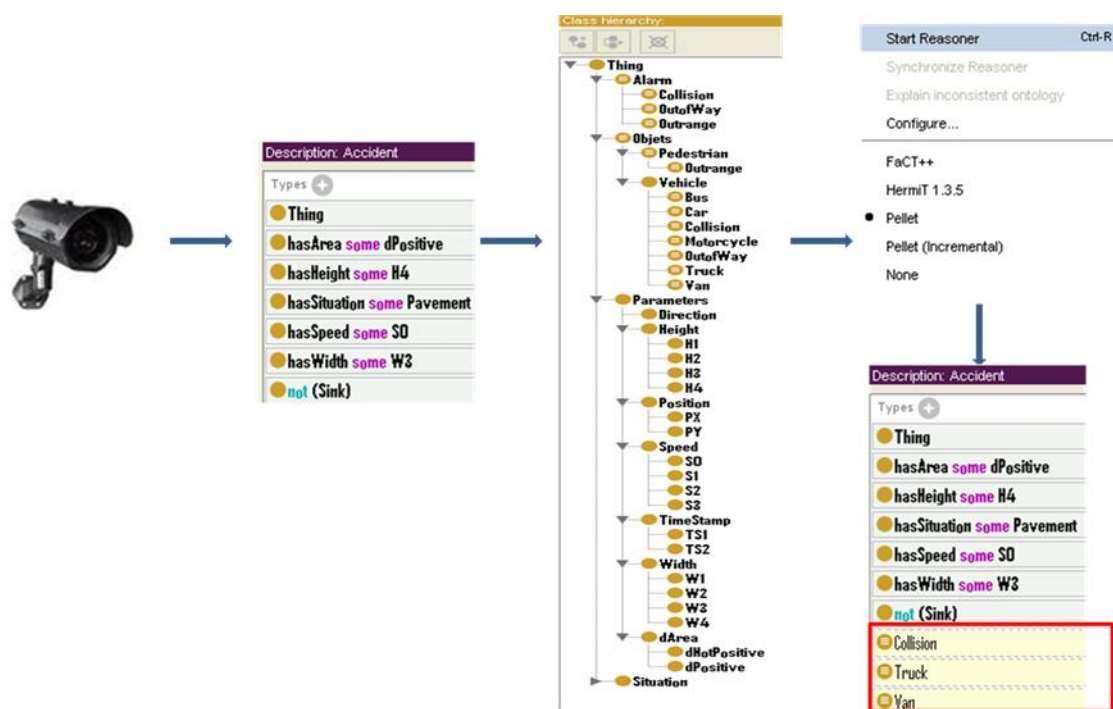 Description: Accident
Types
Thing
hasArea some dPositive
hasHeight some H4
hasSituation some Pavement
hasSpeed some S0
hasWidth some W3
not (Sink)
Class hierarchy:
Thing
Alarm
Collision
OutofWay
Outrange
Objets
Pedestrian
Outrange
Vehicle
Bus
Car
Collision
Motorcycle
OutofWay
Truck
Van
Parameters
Direction
Height
H1
H2
H3
H4
Position
PX
PY
Speed
S0
S1
S2
S3
TimeStamp
TS1
TS2
Width
W1
W2
W3
W4
dArea
dNotPositive
dPositive
Situation
Start Reasoner Ctrl-R
Synchronize Reasoner
Explain inconsistent ontology
Configure...
FaCT++
HermiT 1.3.5
Pellet
Pellet (Incremental)
None
Description: Accident
Types
Thing
hasArea some dPositive
hasHeight some H4
hasSituation some Pavement
hasSpeed some S0
hasWidth some W3
not (Sink)
Collision
Truck
Van